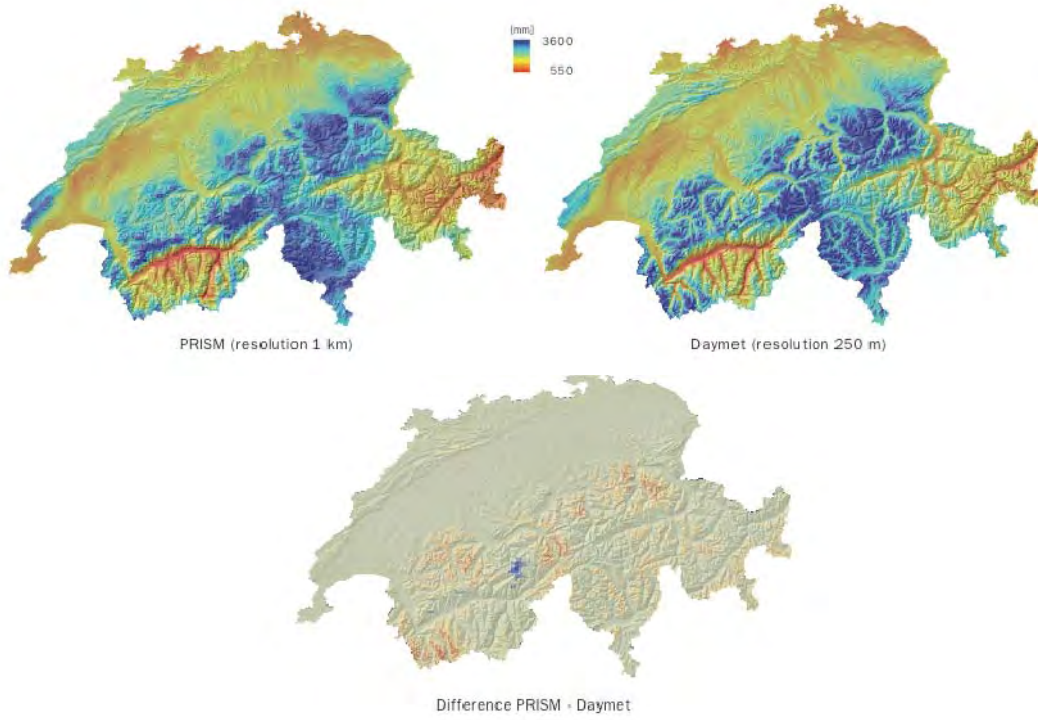 [mm]
3600
550
PRISM (resolution 1 km)
Daymet (resolution 250 m)
Difference PRISM - Daymet